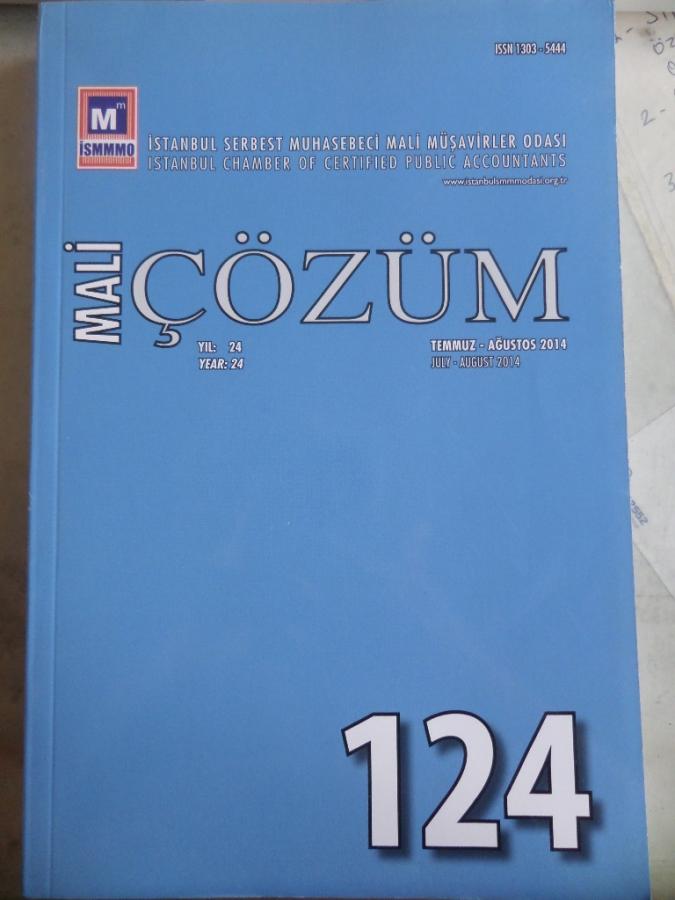 ISSN 1303 - 5444
Mm
İSMMMO
İSTANBUL SERBEST MUHASEBECİ MALİ MÜŞAVİRLER ODASI
ISTANBUL CHAMBER OF CERTIFIED PUBLIC ACCOUNTANTS
www.istanbulsmmmodasi.org.tr
MALİ
ÇÖZÜM
YIL: 24
YEAR: 24
TEMMUZ - AĞUSTOS 2014
JULY - AUGUST 2014
124